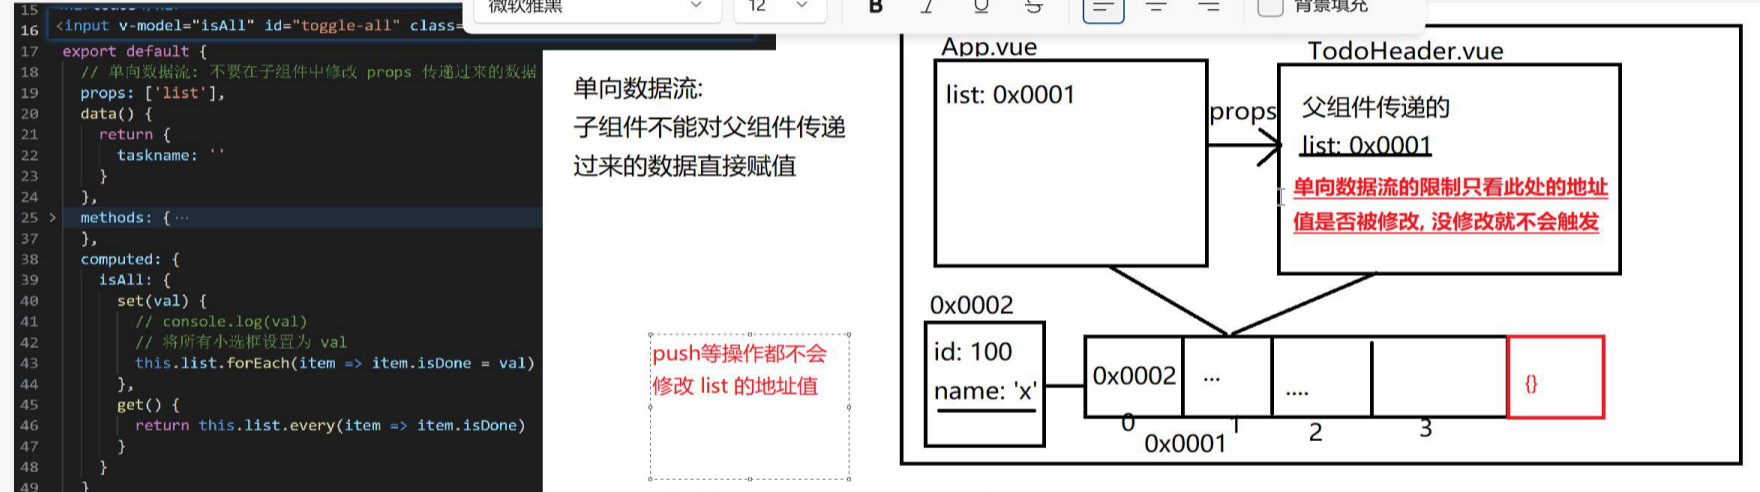 微软雅黑
12
B I U S
背景填充
15
16 <input v-model="isAll" id="toggle-all" class=
17 export default {
18 // 单向数据流: 不要在子组件中修改 props 传递过来的数据
19 props: ['list'],
20 data() {
21 return {
22 taskname: ''
23 }
24 },
25 > methods: {···
37 },
38 computed: {
39 isAll: {
40 set(val) {
41 // console.log(val)
42 // 将所有小选框设置为 val
43 this.list.forEach(item => item.isDone = val)
44 },
45 get() {
46 return this.list.every(item => item.isDone)
47 }
48 }
49 }
单向数据流:
子组件不能对父组件传递
过来的数据直接赋值
push等操作都不会
修改 list 的地址值
App.vue
list: 0x0001
props
TodoHeader.vue
父组件传递的
list: 0x0001
单向数据流的限制只看此处的地址
值是否被修改, 没修改就不会触发
0x0002
id: 100
name: 'x'
0x0002
...
....
{}
0
1
2
3
0x0001